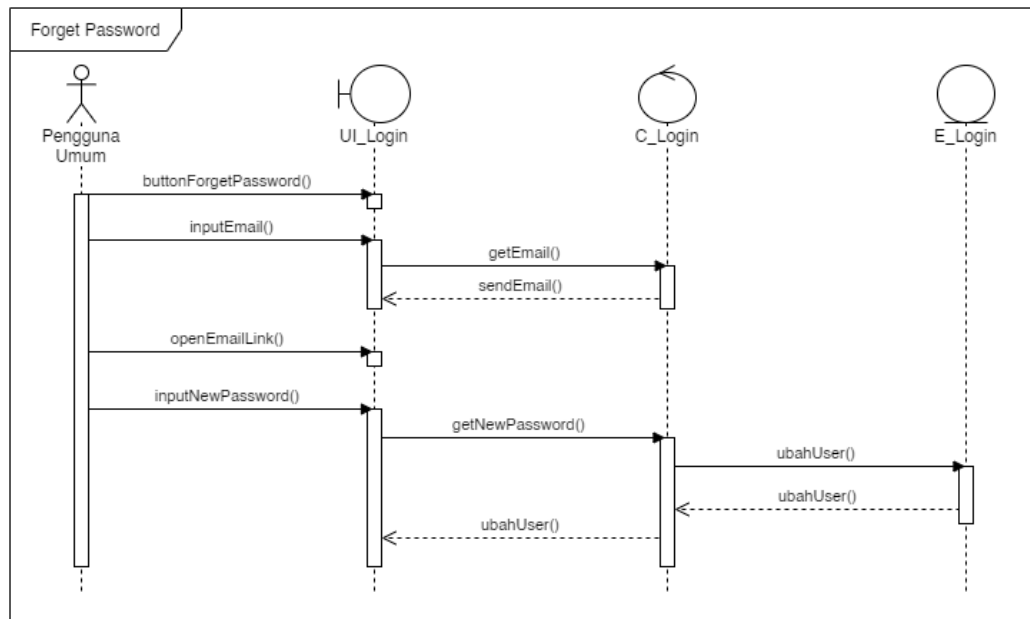 Forget Password
Pengguna
Umum
UI_Login
C_Login
E_Login
buttonForgetPassword()
inputEmail()
getEmail()
sendEmail()
openEmailLink()
inputNewPassword()
getNewPassword()
ubahUser()
ubahUser()
ubahUser()